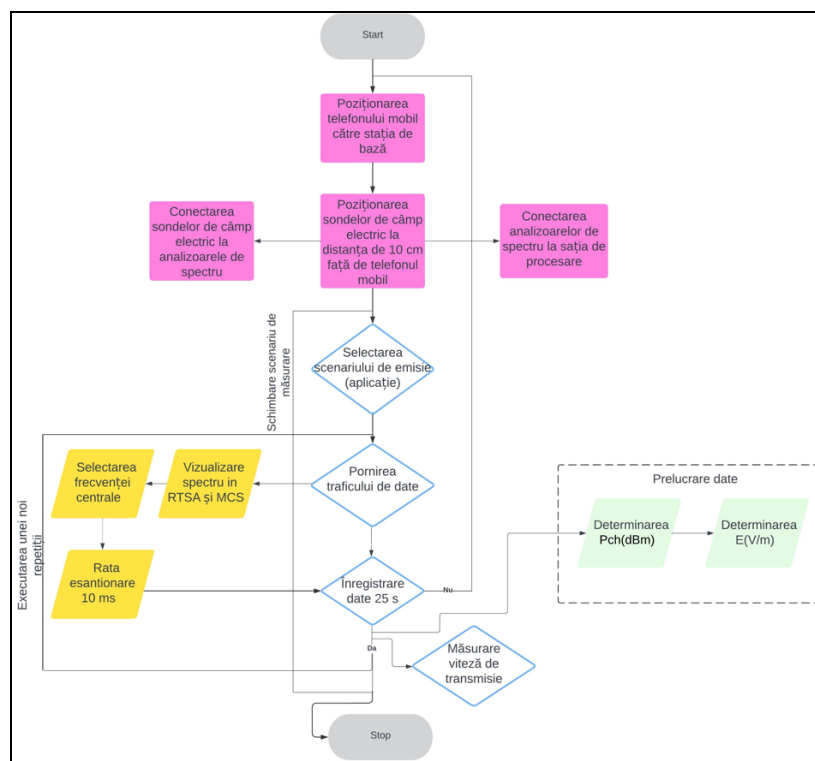 Start
Poziționarea
telefonului mobil
către stația de
bază
Conectarea
sondelor de câmp
electric la
analizoarele de
spectru
Poziționarea
sondelor de câmp
electric la
distanța de 10 cm
față de telefonul
mobil
Conectarea
analizoarelor de
spectru la sația de
procesare
Schimbare scenariu de
măsurare
Selectarea
scenariului de emisie
(aplicație)
Executarea unei noi
repetiții
Selectarea
frecvenței
centrale
Vizualizare
spectru in
RTSA și MCS
Pornirea
traficului de date
Prelucrare date
Determinarea
Pch(dBm)
Determinarea
E(V/m)
Rata
esantionare
10 ms
Înregistrare
date 25 s
Nu
Da
Măsurare
viteză de
transmisie
Stop